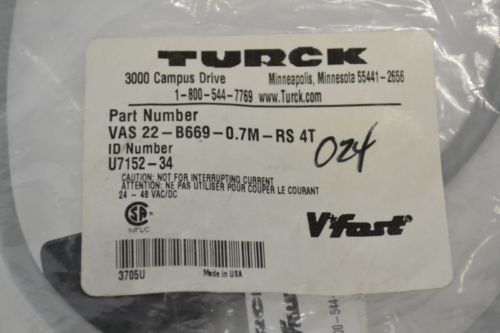 TURCK
3000 Campus Drive Minneapolis, Minnesota 55441-2656
1-800-544-7769 www.Turck.com
Part Number
VAS 22-B669-0.7M-RS 4T
ID Number
U7152-34
024
CAUTION: NOT FOR INTERRUPTING CURRENT
ATTENTION: NE PAS UTILISER POUR COUPER LE COURANT
24 - 48 VAC/DC
SA
NRTL/C
V•fast
3705U
Made in USA